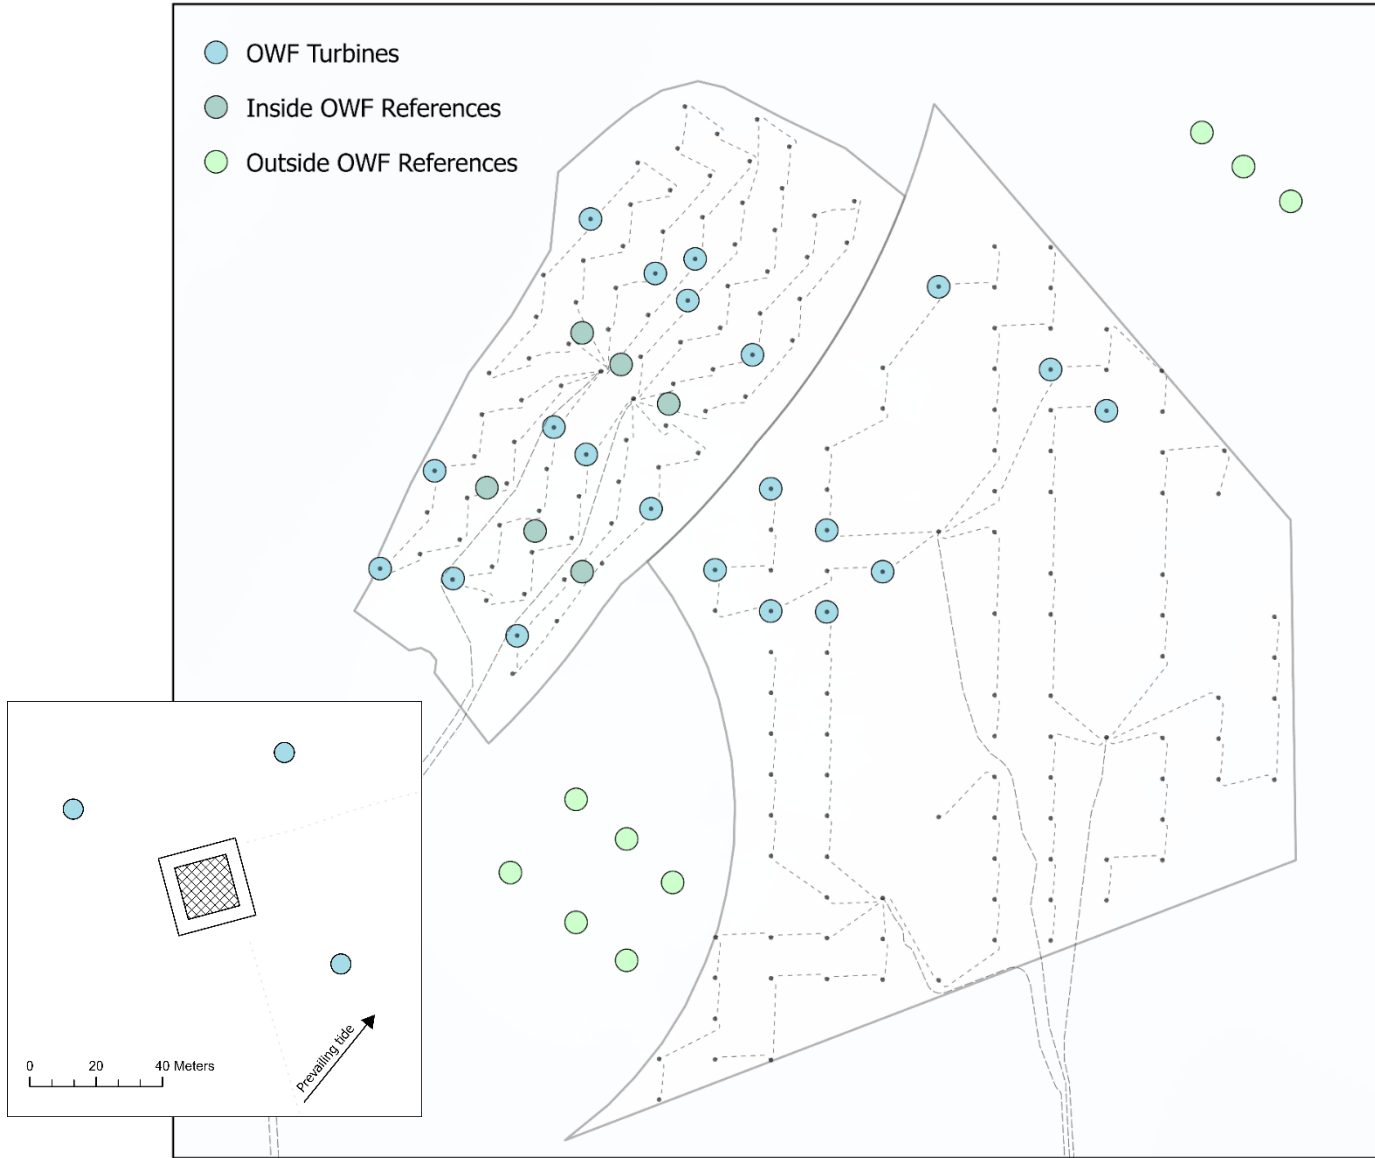 OWF Turbines
Inside OWF References
Outside OWF References
Prevailing tide
0 20 40 Meters